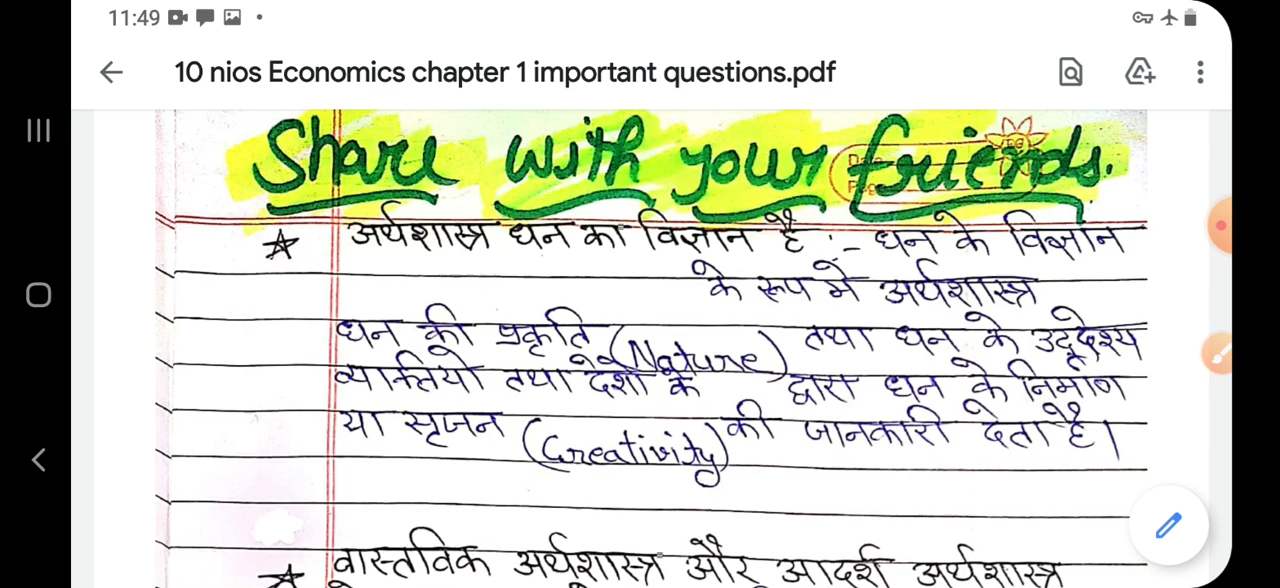 11:49
10 nios Economics chapter 1 important questions.pdf
Share with your friends.
अर्थशास्त्र धन का विज्ञान है :- धन के विज्ञान
के रूप में अर्थशास्त्र
धन की प्रकृति (Nature) तथा धन के उद्देश्य
व्यक्तियो तथा देशो के द्वारा धन के निर्माण
या सृजन (Creativity) की जानकारी देता है।
वास्तविक अर्थशास्त्र और आदर्श अर्थशास्त्र